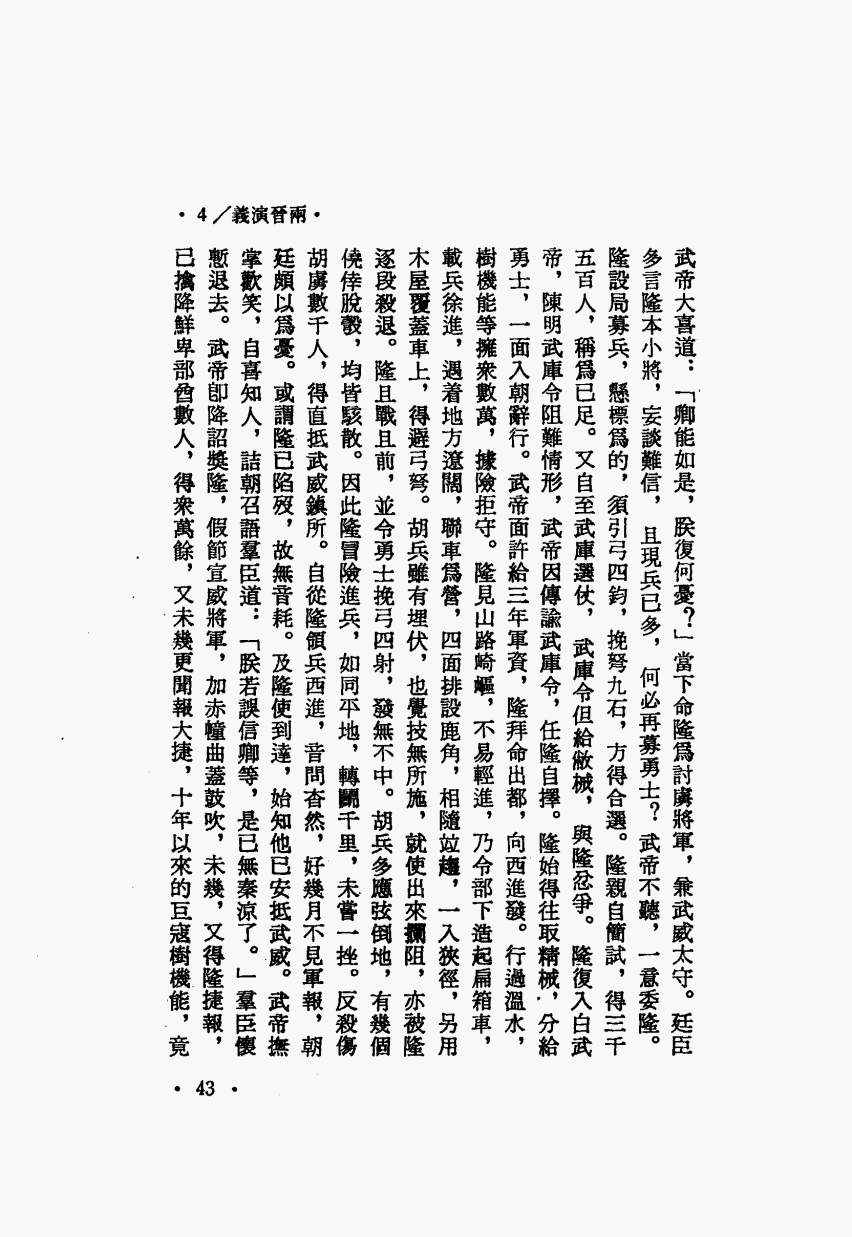 •4／義演晉兩•
武帝大喜道：「卿能如是，朕復何憂？」當下命隆爲討虜將軍，兼武威太守。廷臣
多言隆本小將，妄談難信，且現兵已多，何必再募勇士？武帝不聽，一意委隆。
隆設局募兵，懸標爲的，須引弓四鈞，挽弩九石，方得合選。隆親自簡試，得三千
五百人，稱爲已足。又自至武庫選仗，武庫令但給敝械，與隆忿爭。隆復入白武
帝，陳明武庫令阻難情形，武帝因傳諭武庫令，任隆自擇。隆始得往取精械，分給
勇士，一面入朝辭行。武帝面許給三年軍資，隆拜命出都，向西進發。行過溫水，
樹機能等擁衆數萬，據險拒守。隆見山路崎嶇，不易輕進，乃令部下造起扁箱車，
載兵徐進，遇着地方遼闊，聯車爲營，四面排設鹿角，相隨竝趨，一入狹徑，另用
木屋覆蓋車上，得避弓弩。胡兵雖有埋伏，也覺技無所施，就使出來攔阻，亦被隆
逐段殺退。隆且戰且前，並令勇士挽弓四射，發無不中。胡兵多應弦倒地，有幾個
僥倖脫彀，均皆駭散。因此隆冒險進兵，如同平地，轉鬭千里，未嘗一挫。反殺傷
胡虜數千人，得直抵武威鎮所。自從隆領兵西進，音問杳然，好幾月不見軍報，朝
廷頗以爲憂。或謂隆已陷歿，故無音耗。及隆使到達，始知他已安抵武威。武帝撫
掌歡笑，自喜知人，詰朝召語羣臣道：「朕若誤信卿等，是已無秦涼了。」羣臣懷
慙退去。武帝卽降詔獎隆，假節宣威將軍，加赤幢曲蓋鼓吹，未幾，又得隆捷報，
已擒降鮮卑部酋數人，得衆萬餘，又未幾更聞報大捷，十年以來的巨寇樹機能，竟
•43•